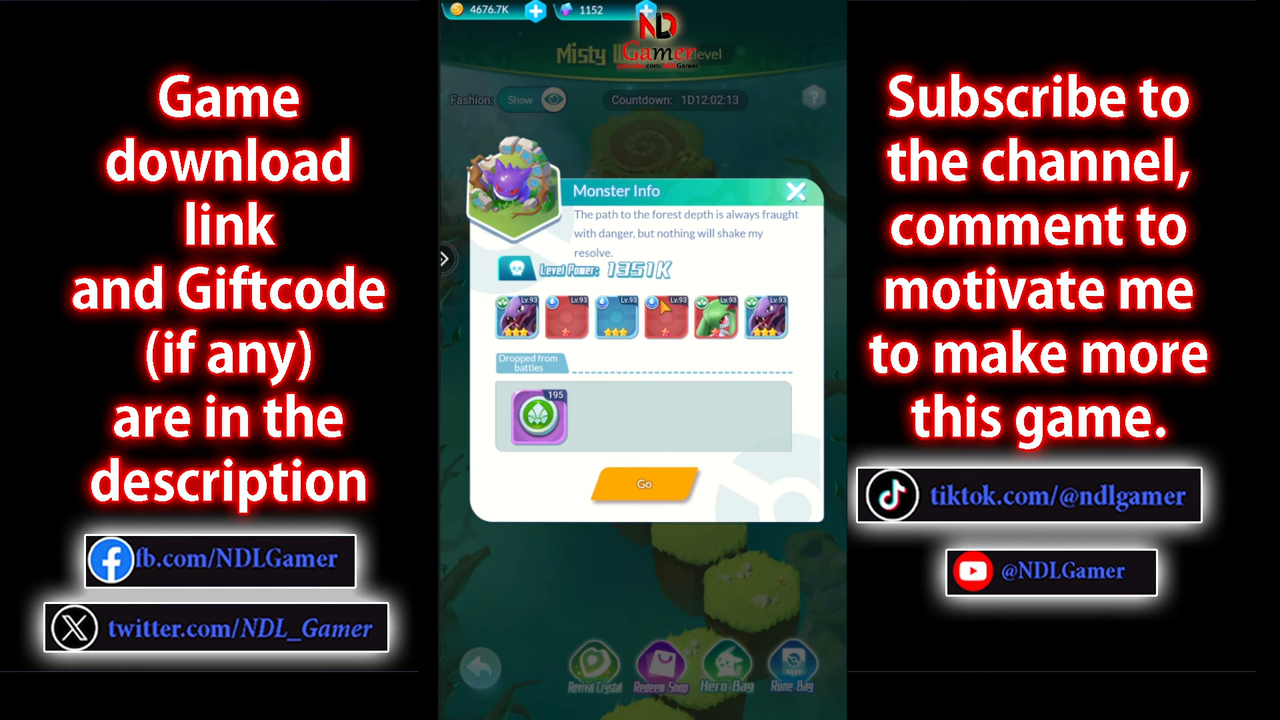 Game
download
link
and Giftcode
(if any)
are in the
description
fb.com/NDLGamer
twitter.com/NDL_Gamer
4676.7K
1152
ND
Gamer
Misty
level
Fashion:
Show
Countdown: 1D12:02:13
?
Monster Info
The path to the forest depth is always fraught
with danger, but nothing will shake my
resolve.
Level Power: 1351K
Lv.93
Lv.93
Lv.93
Lv.93
Lv.93
Lv.93
Dropped from
battles
195
Go
Revival Crystal
Redeem Shop
Hero Bag
Rune Bag
Subscribe to
the channel,
comment to
motivate me
to make more
this game.
tiktok.com/@ndlgamer
@NDLGamer